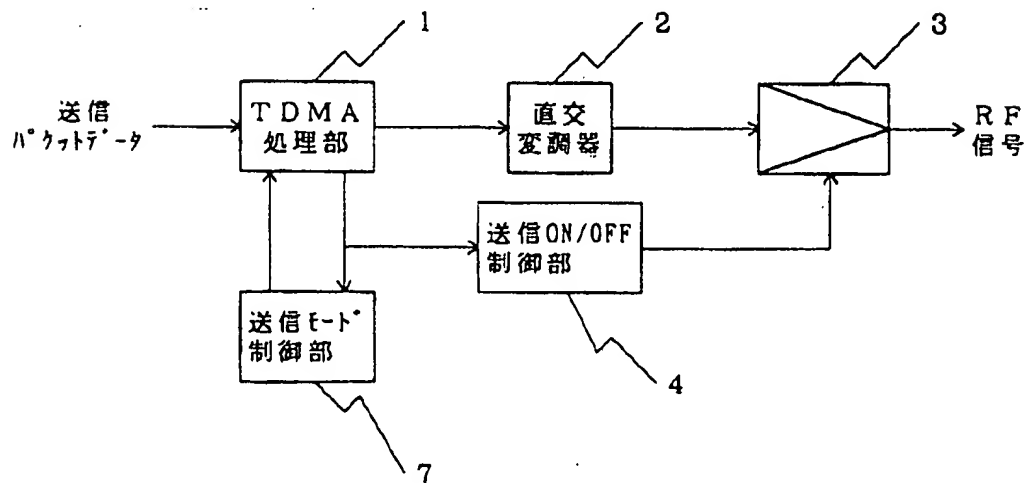 1
2
3
送信
パケットデータ
TDMA
処理部
直交
変調器
RF
信号
送信ON/OFF
制御部
送信モード
制御部
4
7